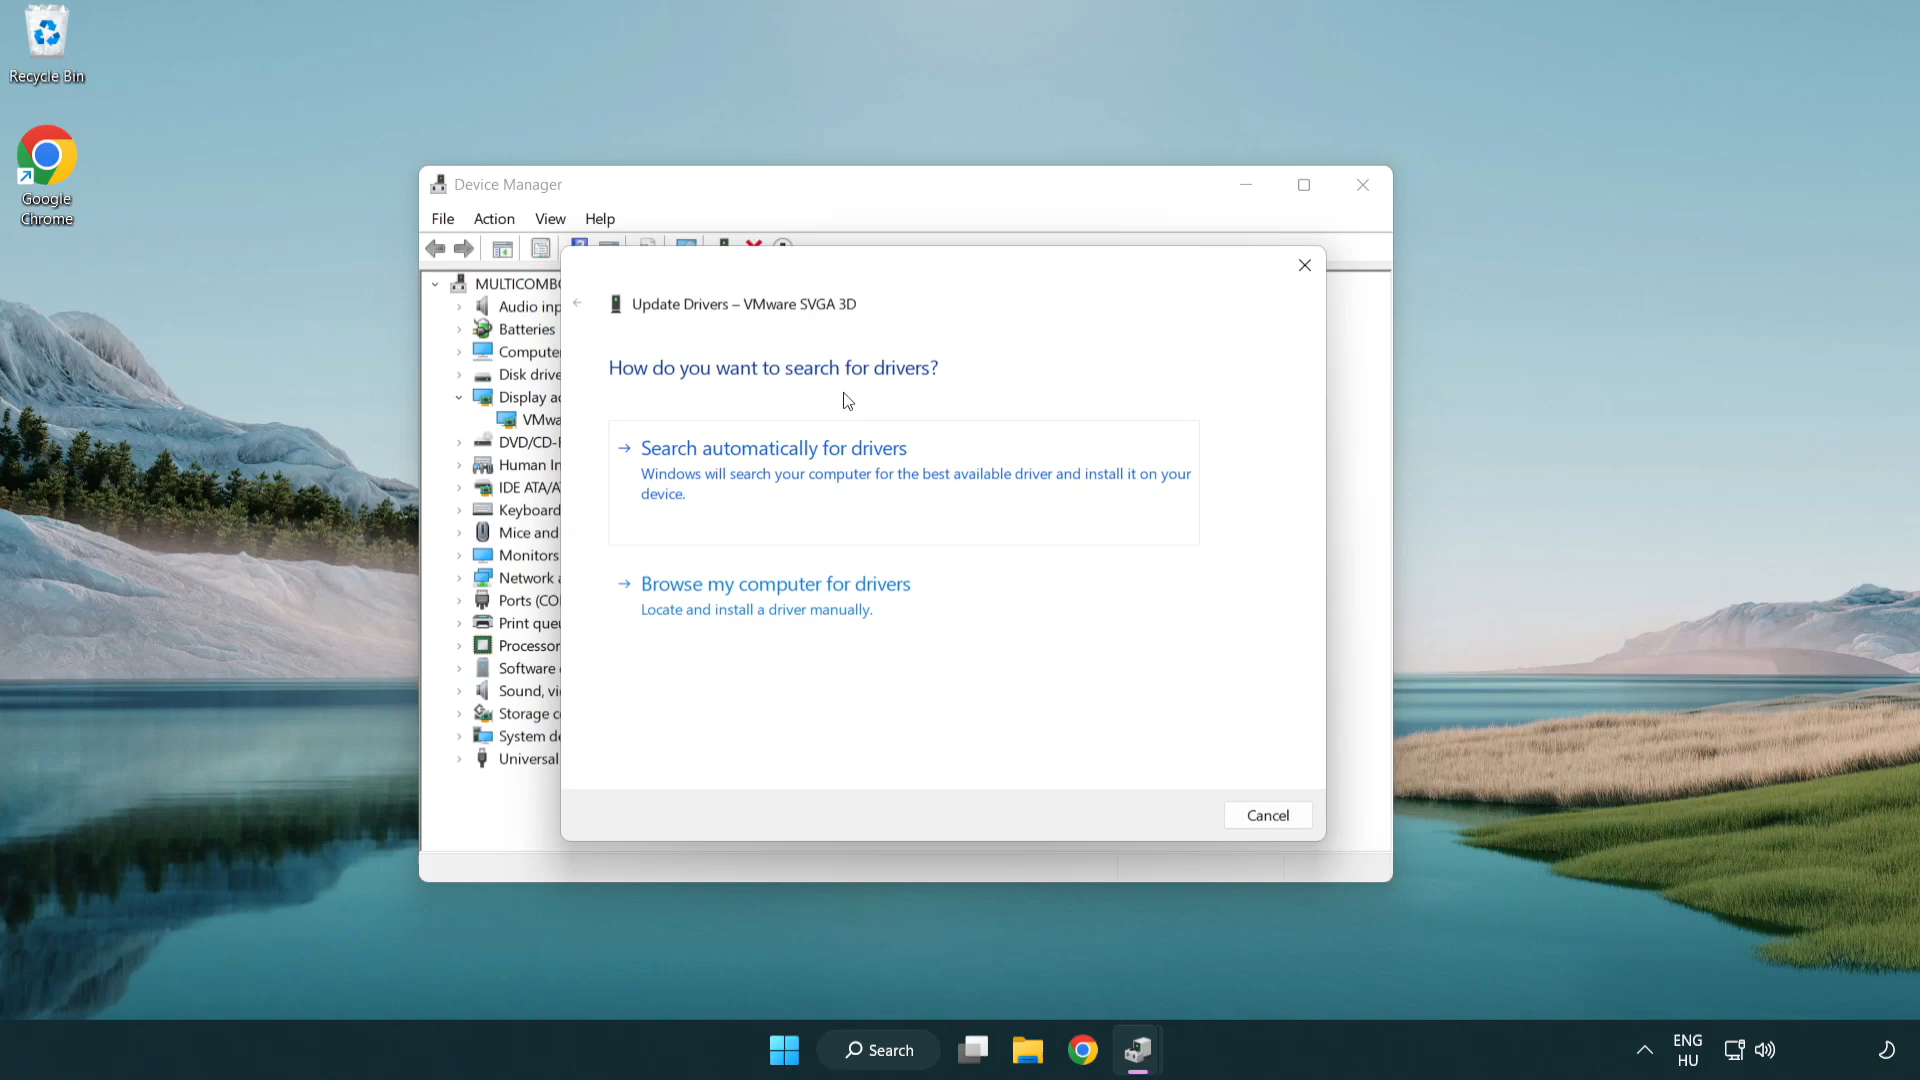 Recycle Bin
Google
Chrome
Device Manager
File Action View Help
MULTICOMBO
Audio inp
Batteries
Compute
Disk drive
Display ad
VMwa
DVD/CD-R
Human In
IDE ATA/A
Keyboard
Mice and
Monitors
Network a
Ports (CO
Print queu
Processor
Software
Sound, vi
Storage c
System de
Universal
Update Drivers – VMware SVGA 3D
How do you want to search for drivers?
Search automatically for drivers
Windows will search your computer for the best available driver and install it on your
device.
Browse my computer for drivers
Locate and install a driver manually.
Cancel
Search
ENG
HU